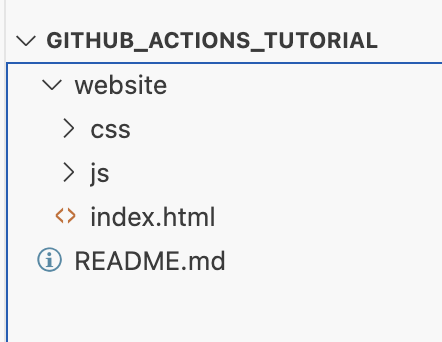 GITHUB_ACTIONS_TUTORIAL
website
css
js
index.html
README.md